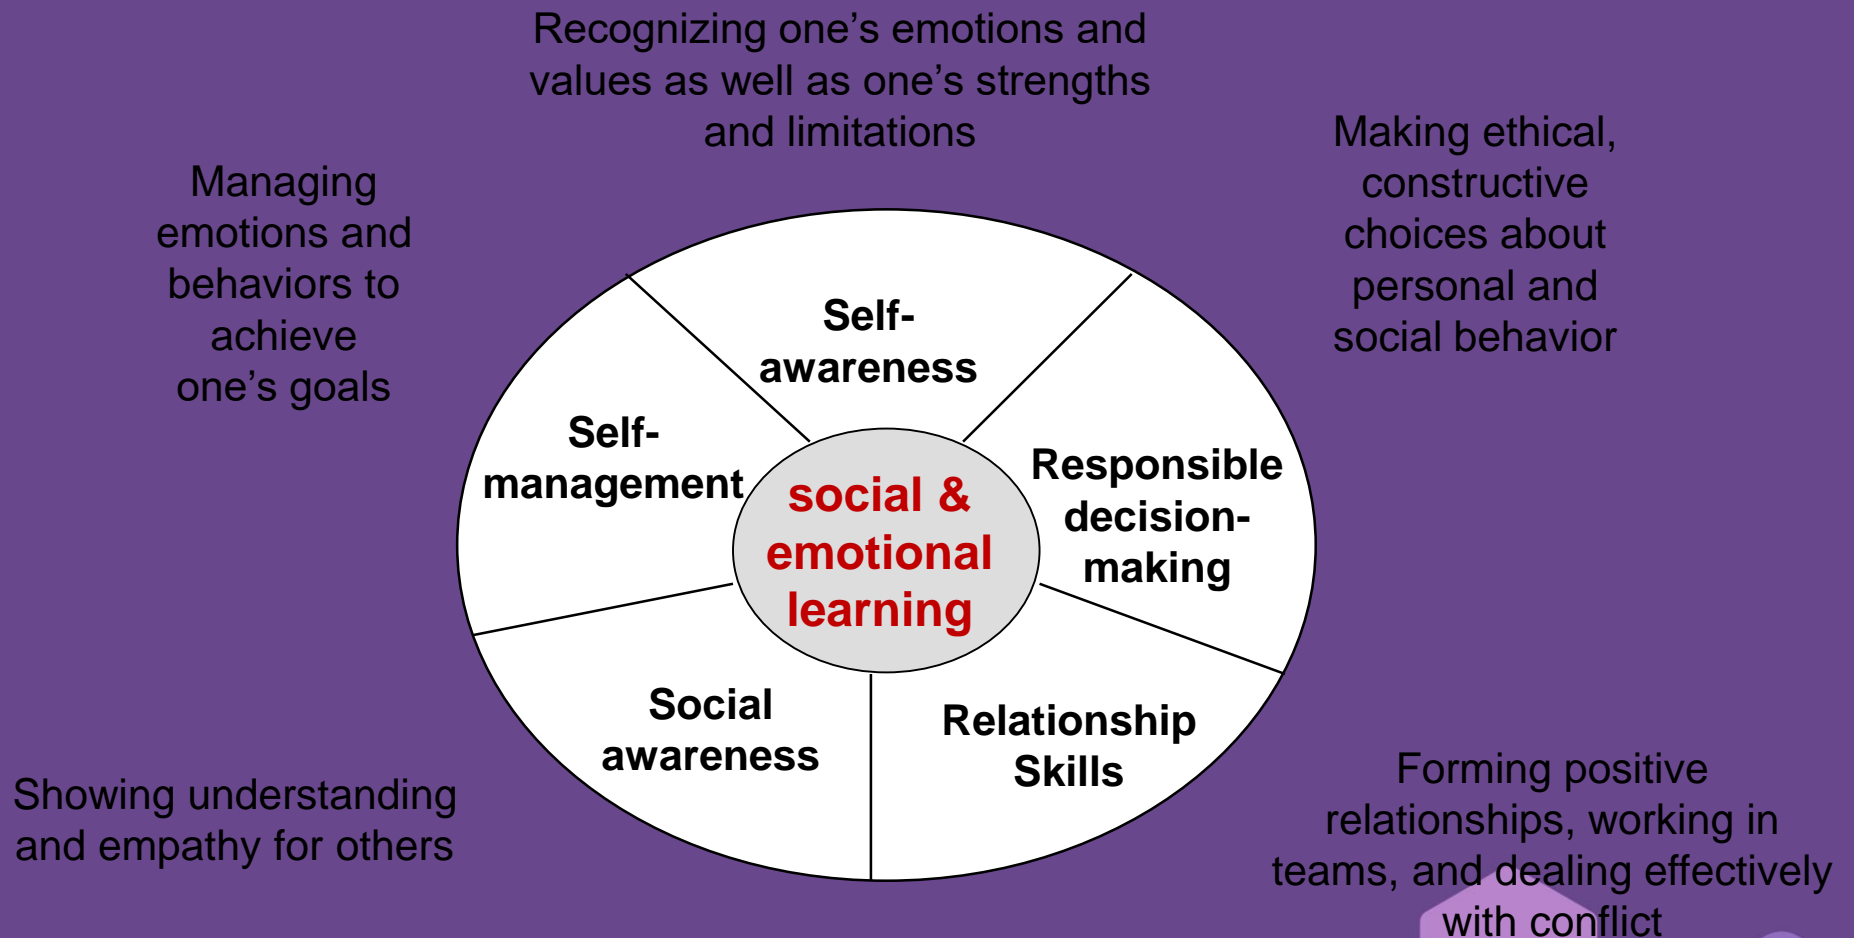 Recognizing one’s emotions and
values as well as one’s strengths
and limitations
Managing
emotions and
behaviors to
achieve
one’s goals
Making ethical,
constructive
choices about
personal and
social behavior
Self-
awareness
Self-
management
social &
emotional
learning
Responsible
decision-
making
Social
awareness
Relationship
Skills
Showing understanding
and empathy for others
Forming positive
relationships, working in
teams, and dealing effectively
with conflict